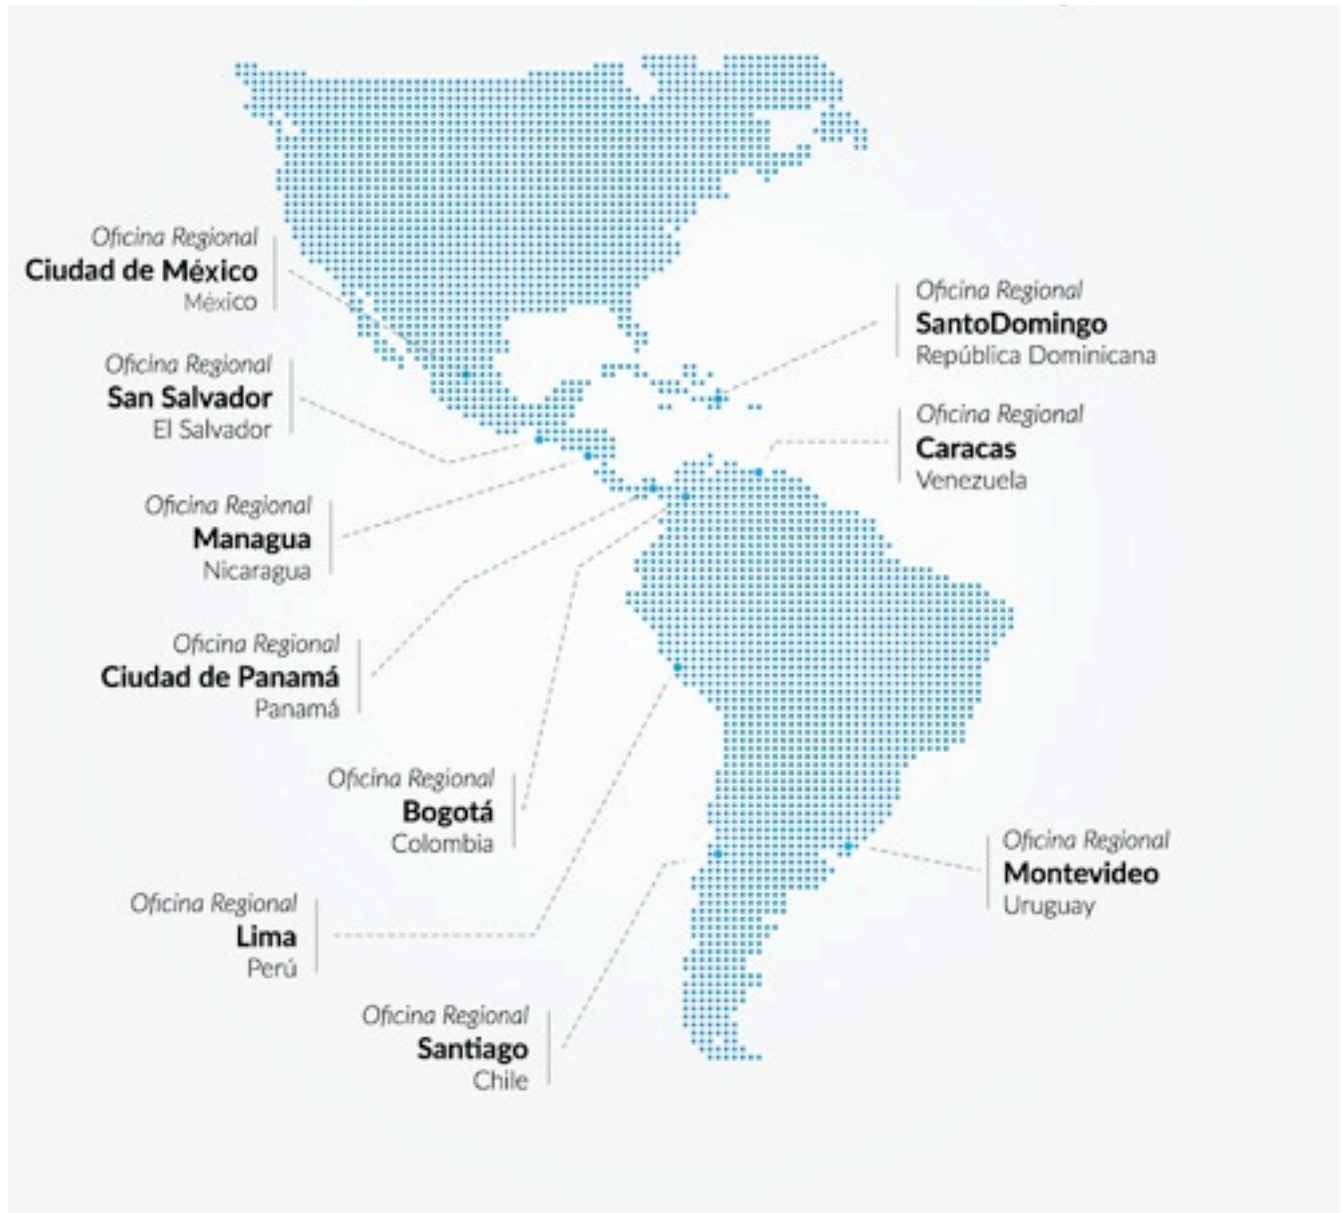 Oficina Regional
Ciudad de México
México
Oficina Regional
San Salvador
El Salvador
Oficina Regional
Managua
Nicaragua
Oficina Regional
Ciudad de Panamá
Panamá
Oficina Regional
Bogotá
Colombia
Oficina Regional
Lima
Perú
Oficina Regional
Santiago
Chile
Oficina Regional
SantoDomingo
República Dominicana
Oficina Regional
Caracas
Venezuela
Oficina Regional
Montevideo
Uruguay